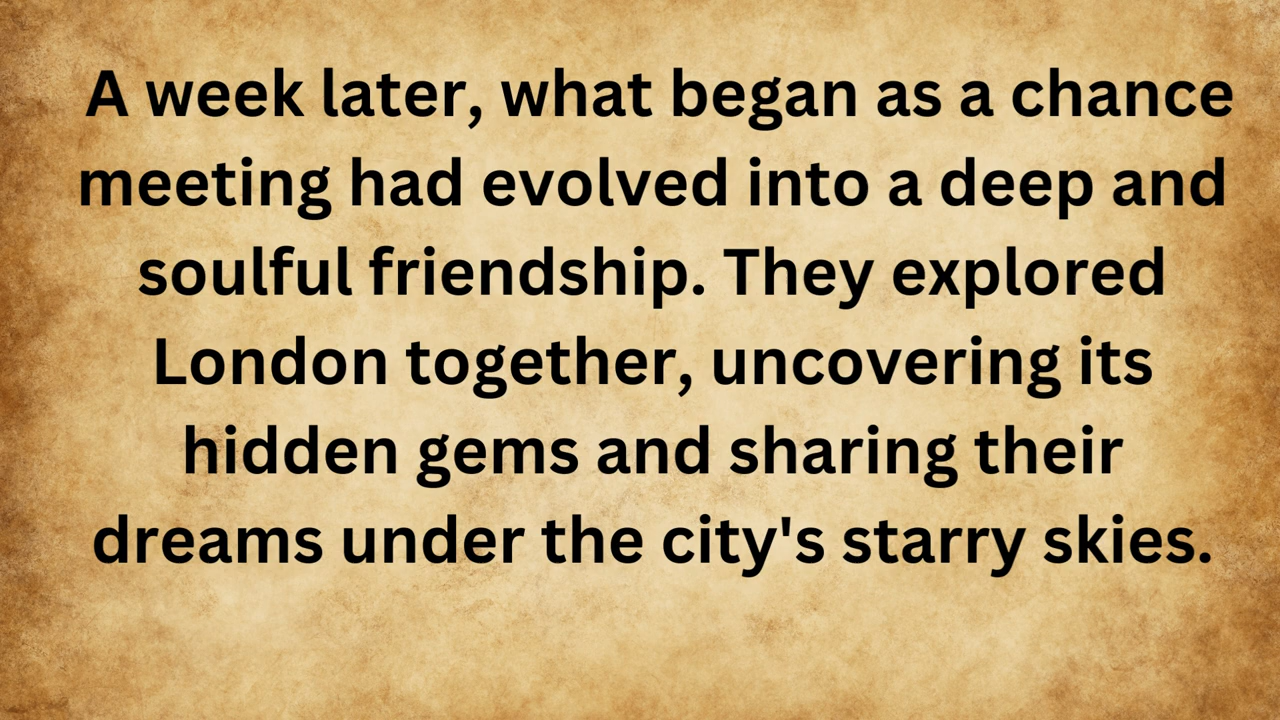 A week later, what began as a chance
meeting had evolved into a deep and
soulful friendship. They explored
London together, uncovering its
hidden gems and sharing their
dreams under the city's starry skies.